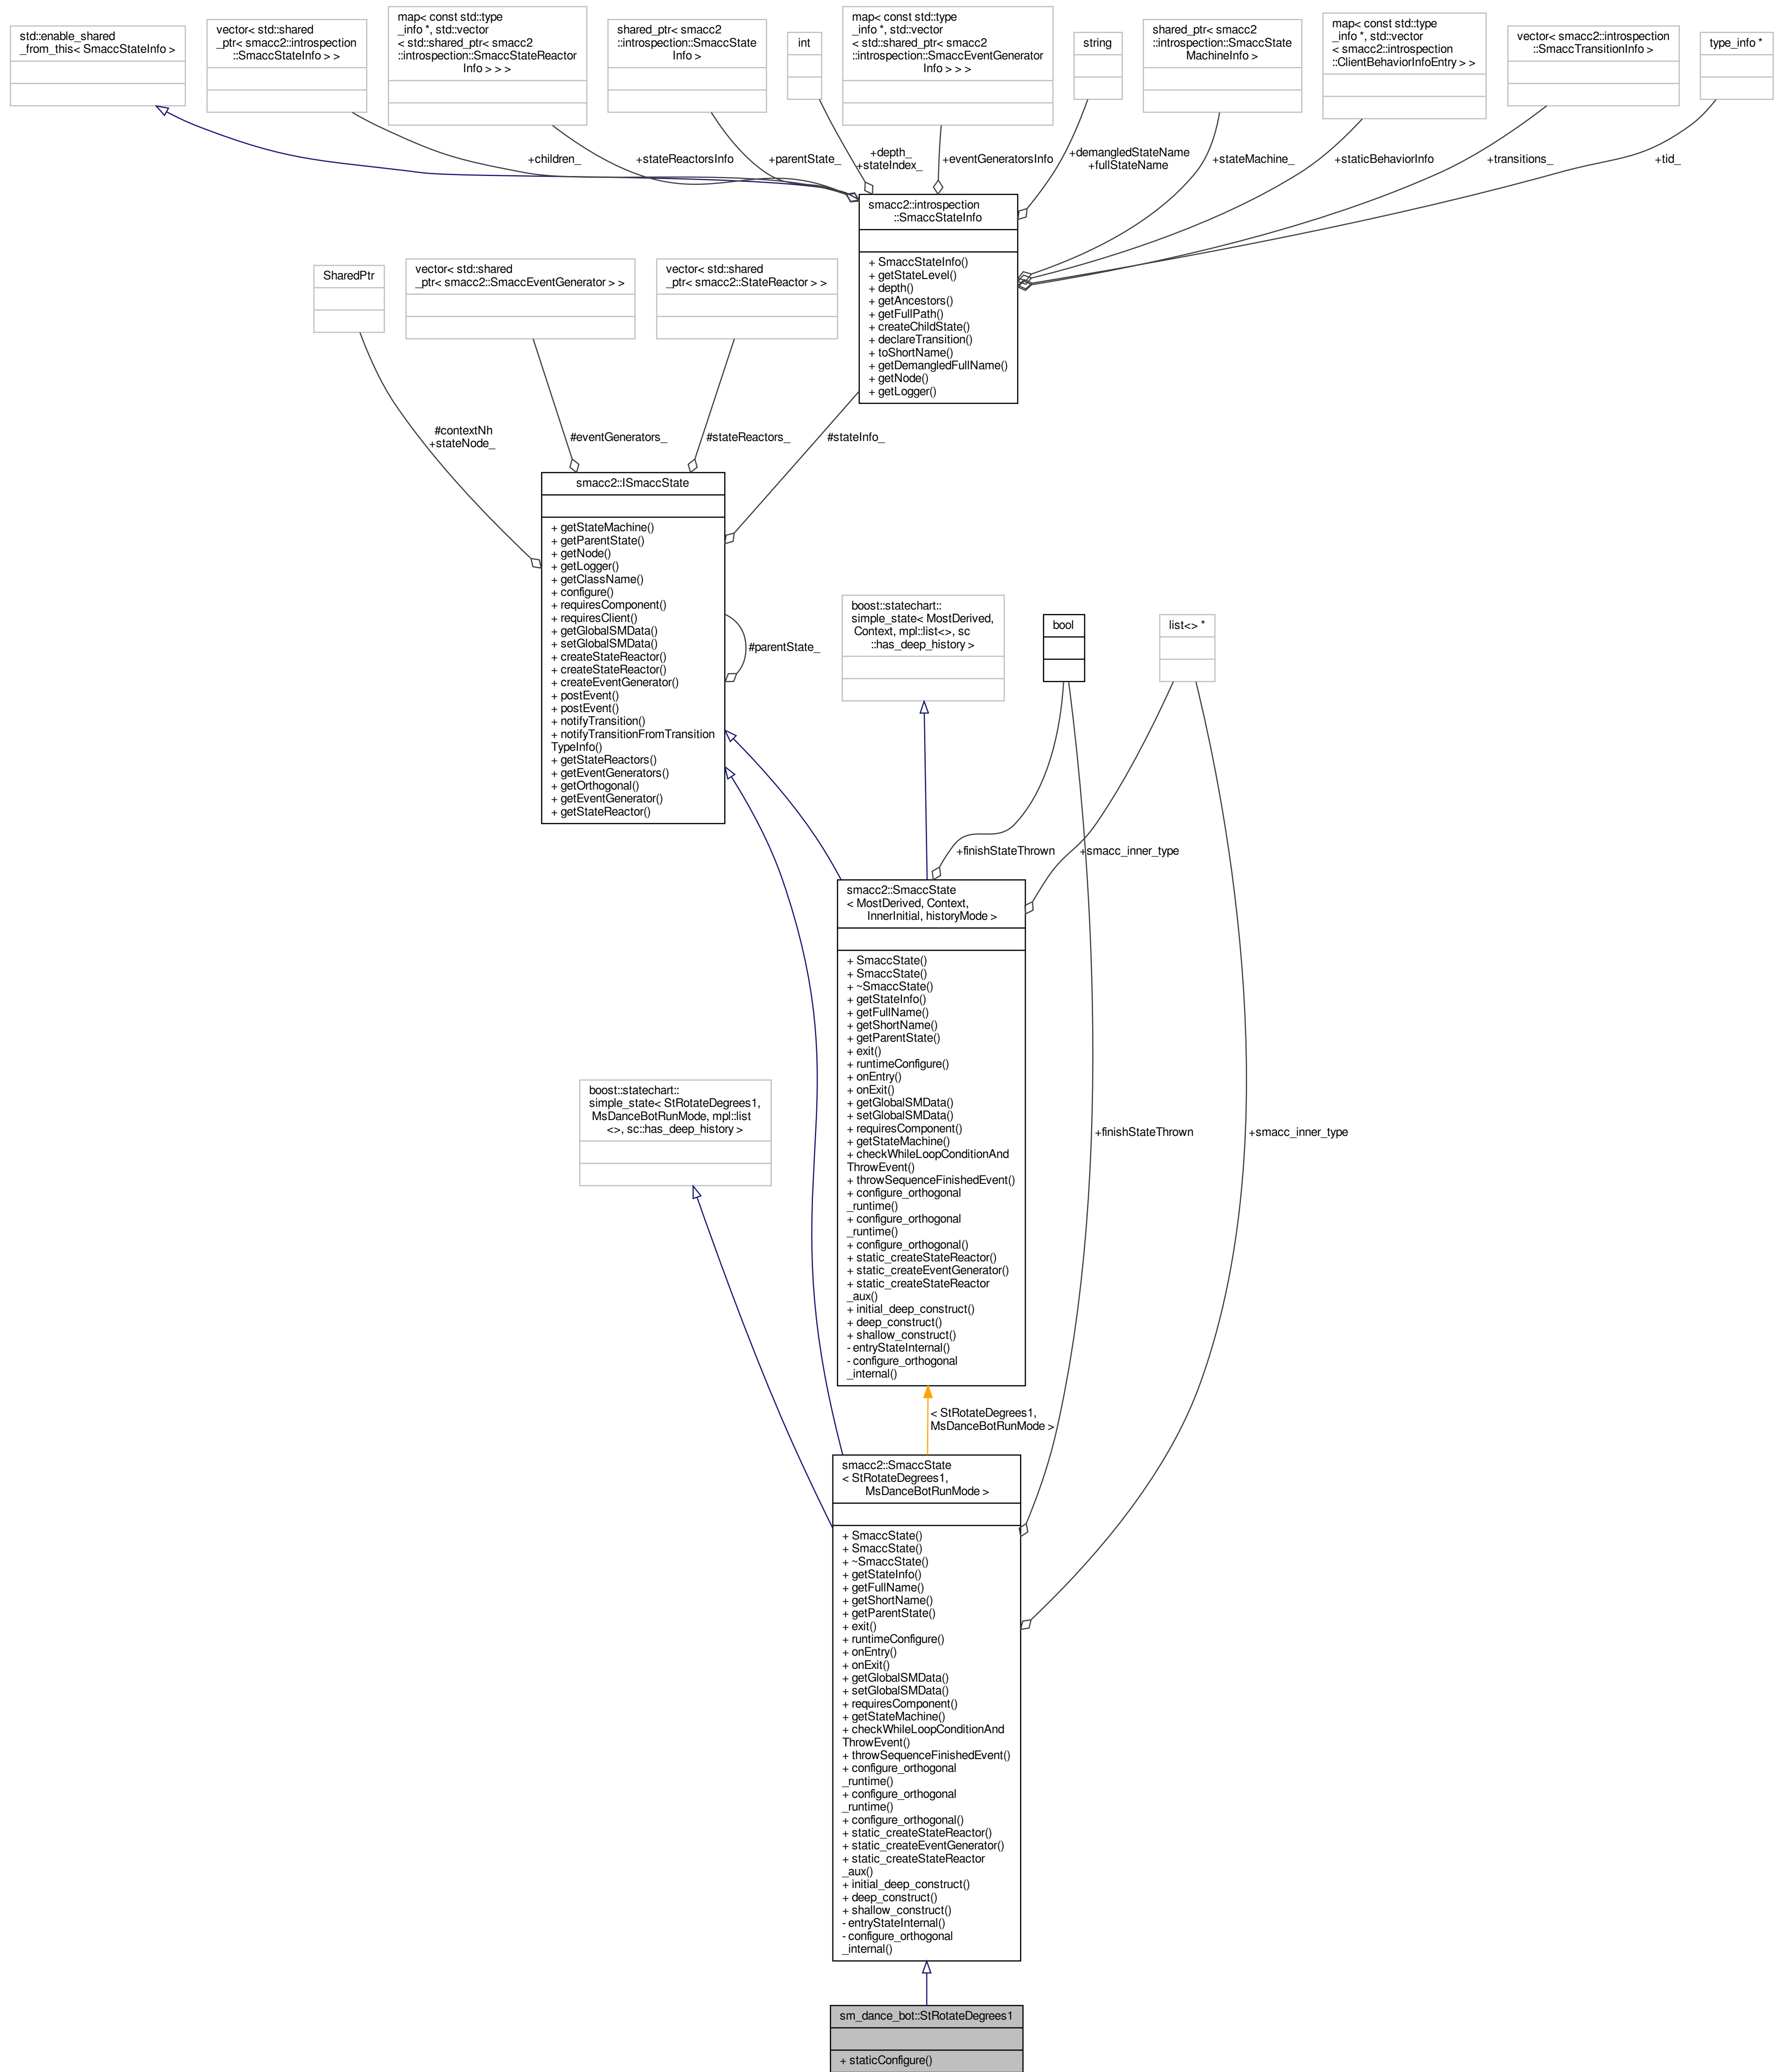 std::enable_shared
_from_this< SmaccStateInfo >
vector< std::shared
_ptr< smacc2::introspection
::SmaccStateInfo > >
map< const std::type
_info *, std::vector
< std::shared_ptr< smacc2
::introspection::SmaccStateReactor
Info > > >
shared_ptr< smacc2
::introspection::SmaccState
Info >
int
map< const std::type
_info *, std::vector
< std::shared_ptr< smacc2
::introspection::SmaccEventGenerator
Info > > >
string
shared_ptr< smacc2
::introspection::SmaccState
MachineInfo >
map< const std::type
_info *, std::vector
< smacc2::introspection
::ClientBehaviorInfoEntry > >
vector< smacc2::introspection
::SmaccTransitionInfo >
type_info *
+children_
+stateReactorsInfo
+parentState_
+depth_
+stateIndex_
+eventGeneratorsInfo
+demangledStateName
+fullStateName
+stateMachine_
+staticBehaviorInfo
+transitions_
+tid_
smacc2::introspection
::SmaccStateInfo
+ SmaccStateInfo()
+ getStateLevel()
+ depth()
+ getAncestors()
+ getFullPath()
+ createChildState()
+ declareTransition()
+ toShortName()
+ getDemangledFullName()
+ getNode()
+ getLogger()
SharedPtr
vector< std::shared
_ptr< smacc2::SmaccEventGenerator > >
vector< std::shared
_ptr< smacc2::StateReactor > >
#contextNh
+stateNode_
#eventGenerators_
#stateReactors_
#stateInfo_
smacc2::ISmaccState
+ getStateMachine()
+ getParentState()
+ getNode()
+ getLogger()
+ getClassName()
+ configure()
+ requiresComponent()
+ requiresClient()
+ getGlobalSMData()
+ setGlobalSMData()
+ createStateReactor()
+ createStateReactor()
+ createEventGenerator()
+ postEvent()
+ postEvent()
+ notifyTransition()
+ notifyTransitionFromTransition
TypeInfo()
+ getStateReactors()
+ getEventGenerators()
+ getOrthogonal()
+ getEventGenerator()
+ getStateReactor()
#parentState_
boost::statechart::
simple_state< MostDerived,
Context, mpl::list<>, sc
::has_deep_history >
bool
list<> *
+finishStateThrown
+smacc_inner_type
smacc2::SmaccState
< MostDerived, Context,
InnerInitial, historyMode >
+ SmaccState()
+ SmaccState()
+ ~SmaccState()
+ getStateInfo()
+ getFullName()
+ getShortName()
+ getParentState()
+ exit()
+ runtimeConfigure()
+ onEntry()
+ onExit()
+ getGlobalSMData()
+ setGlobalSMData()
+ requiresComponent()
+ getStateMachine()
+ checkWhileLoopConditionAnd
ThrowEvent()
+ throwSequenceFinishedEvent()
+ configure_orthogonal
_runtime()
+ configure_orthogonal
_runtime()
+ configure_orthogonal()
+ static_createStateReactor()
+ static_createEventGenerator()
+ static_createStateReactor
_aux()
+ initial_deep_construct()
+ deep_construct()
+ shallow_construct()
- entryStateInternal()
- configure_orthogonal
_internal()
boost::statechart::
simple_state< StRotateDegrees1,
MsDanceBotRunMode, mpl::list
<>, sc::has_deep_history >
+finishStateThrown
+smacc_inner_type
< StRotateDegrees1,
MsDanceBotRunMode >
smacc2::SmaccState
< StRotateDegrees1,
MsDanceBotRunMode >
+ SmaccState()
+ SmaccState()
+ ~SmaccState()
+ getStateInfo()
+ getFullName()
+ getShortName()
+ getParentState()
+ exit()
+ runtimeConfigure()
+ onEntry()
+ onExit()
+ getGlobalSMData()
+ setGlobalSMData()
+ requiresComponent()
+ getStateMachine()
+ checkWhileLoopConditionAnd
ThrowEvent()
+ throwSequenceFinishedEvent()
+ configure_orthogonal
_runtime()
+ configure_orthogonal
_runtime()
+ configure_orthogonal()
+ static_createStateReactor()
+ static_createEventGenerator()
+ static_createStateReactor
_aux()
+ initial_deep_construct()
+ deep_construct()
+ shallow_construct()
- entryStateInternal()
- configure_orthogonal
_internal()
sm_dance_bot::StRotateDegrees1
+ staticConfigure()